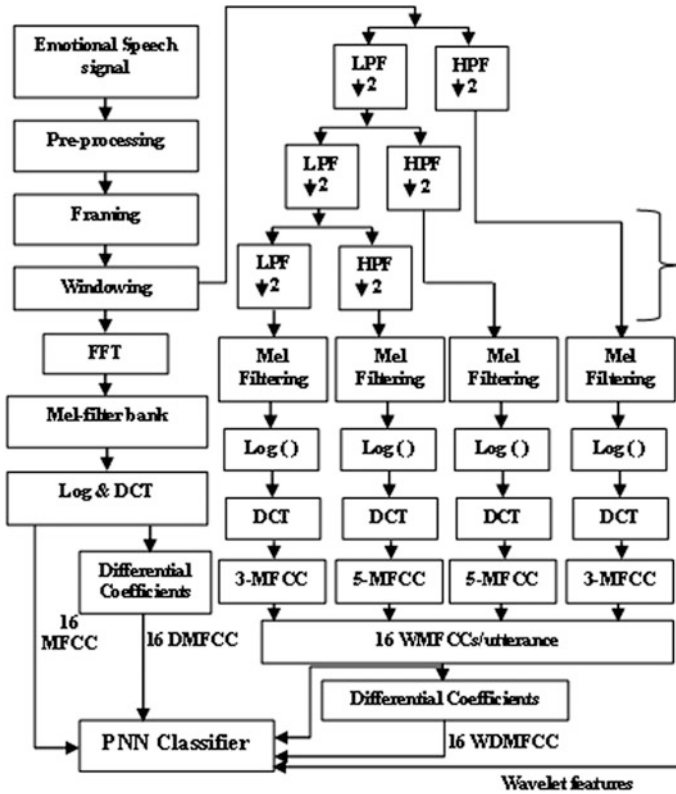 Emotional Speech
signal
Pre-processing
Framing
Windowing
FFT
Mel-filter bank
Log & DCT
Differential
Coefficients
16
MFCC
16 DMFCC
PNN Classifier
LPF
2
HPF
2
LPF
2
HPF
2
LPF
2
HPF
2
Mel
Filtering
Mel
Filtering
Mel
Filtering
Mel
Filtering
Log ( )
Log ( )
Log ( )
Log ( )
DCT
DCT
DCT
DCT
3-MFCC
5-MFCC
5-MFCC
3-MFCC
16 WMFCCs/utterance
Differential Coefficients
16 WDMFCC
Wavelet features